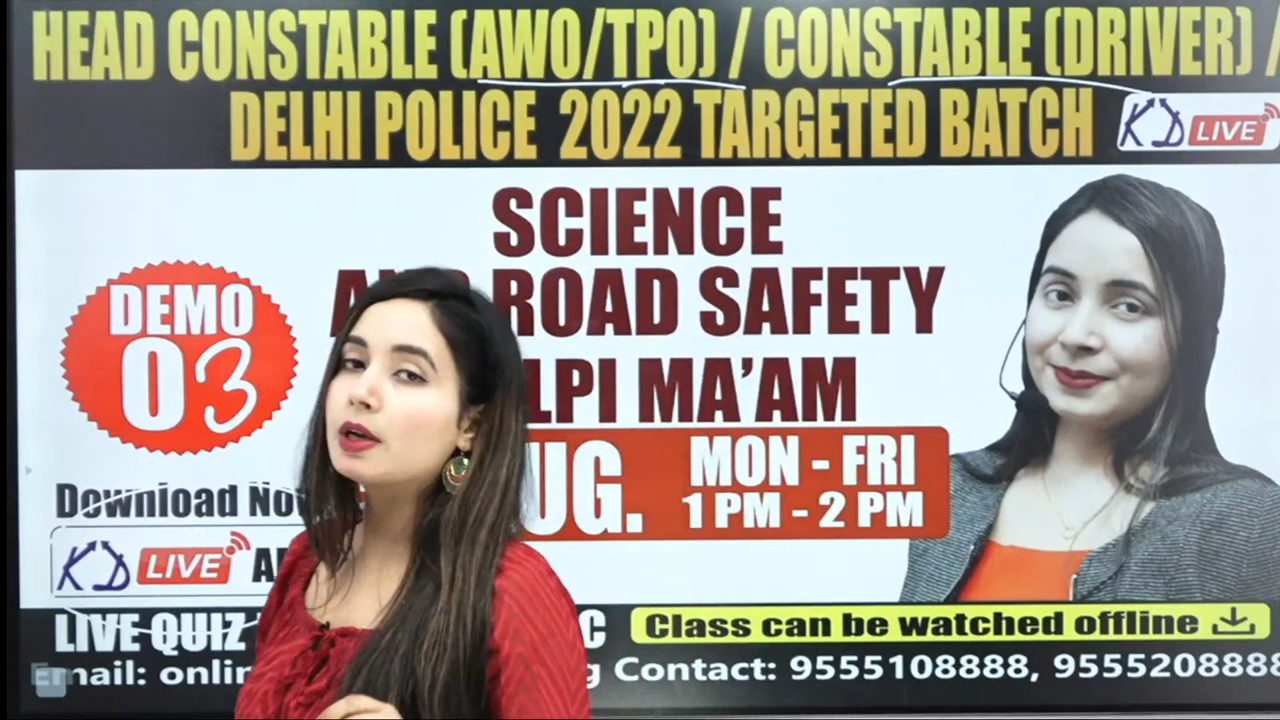 HEAD CONSTABLE (AWO/TPO) / CONSTABLE (DRIVER) /
DELHI POLICE 2022 TARGETED BATCH
KD LIVE
SCIENCE
ROAD SAFETY
DEMO
03
LPI MA'AM
UG.
MON - FRI
1 PM - 2 PM
Download No
KD LIVE A
LIVE QUIZ
C
Class can be watched offline
Email: onlin
g Contact: 9555108888, 9555208888